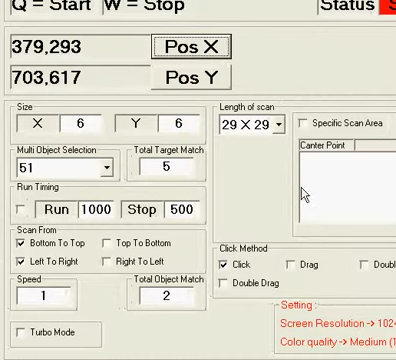 Q = Start W = Stop Status
379,293 Pos X
703,617 Pos Y
Size Length of scan
X 6 Y 6 29 X 29 Specific Scan Area
Multi Object Selection Total Target Match Canter Point
51 5
Run Timing
Run 1000 Stop 500
Scan From
Bottom To Top Top To Bottom
Left To Right Right To Left
Click Method
Click Drag
Double Drag
Speed Total Object Match
1 2
Turbo Mode
Setting :
Screen Resolution ->
Color quality -> Medium